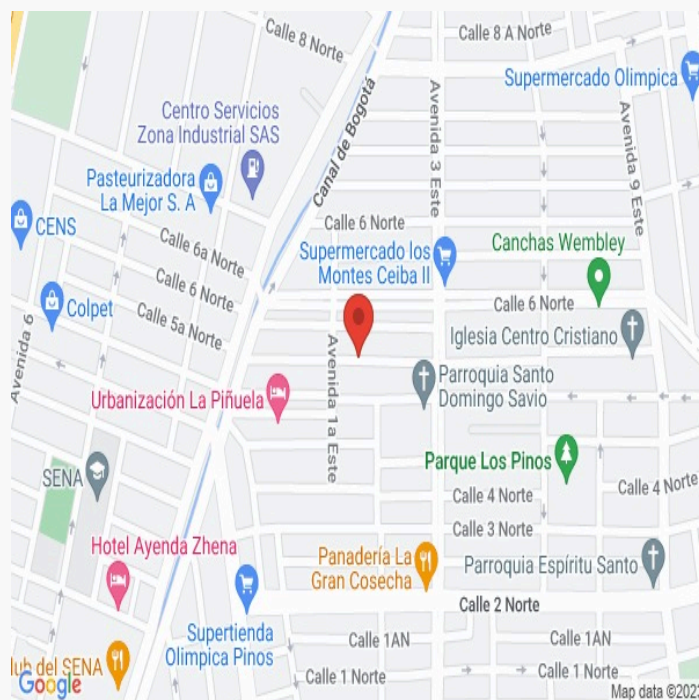 Calle 8 Norte
Calle 8 A Norte
Supermercado Olimpica
Centro Servicios
Zona Industrial SAS
Canal de Bogotá
Avenida 3 Este
Avenida 9 Este
Pasteurizadora
La Mejor S. A
CENS
Calle 6a Norte
Calle 6 Norte
Supermercado los
Montes Ceiba II
Canchas Wembley
Calle 6 Norte
Calle 6 Norte
Colpet
Calle 5a Norte
Iglesia Centro Cristiano
Avenida 6
Avenida 1a Este
Parroquia Santo
Domingo Savio
Urbanización La Piñuela
SENA
Parque Los Pinos
Calle 4 Norte
Calle 4 Norte
Calle 3 Norte
Hotel Ayenda Zhena
Panadería La
Gran Cosecha
Parroquia Espíritu Santo
Calle 2 Norte
Supertienda
Olimpica Pinos
Calle 1AN
Calle 1AN
lub del SENA
Calle 1 Norte
Calle 1 Norte
Google
Map data ©202